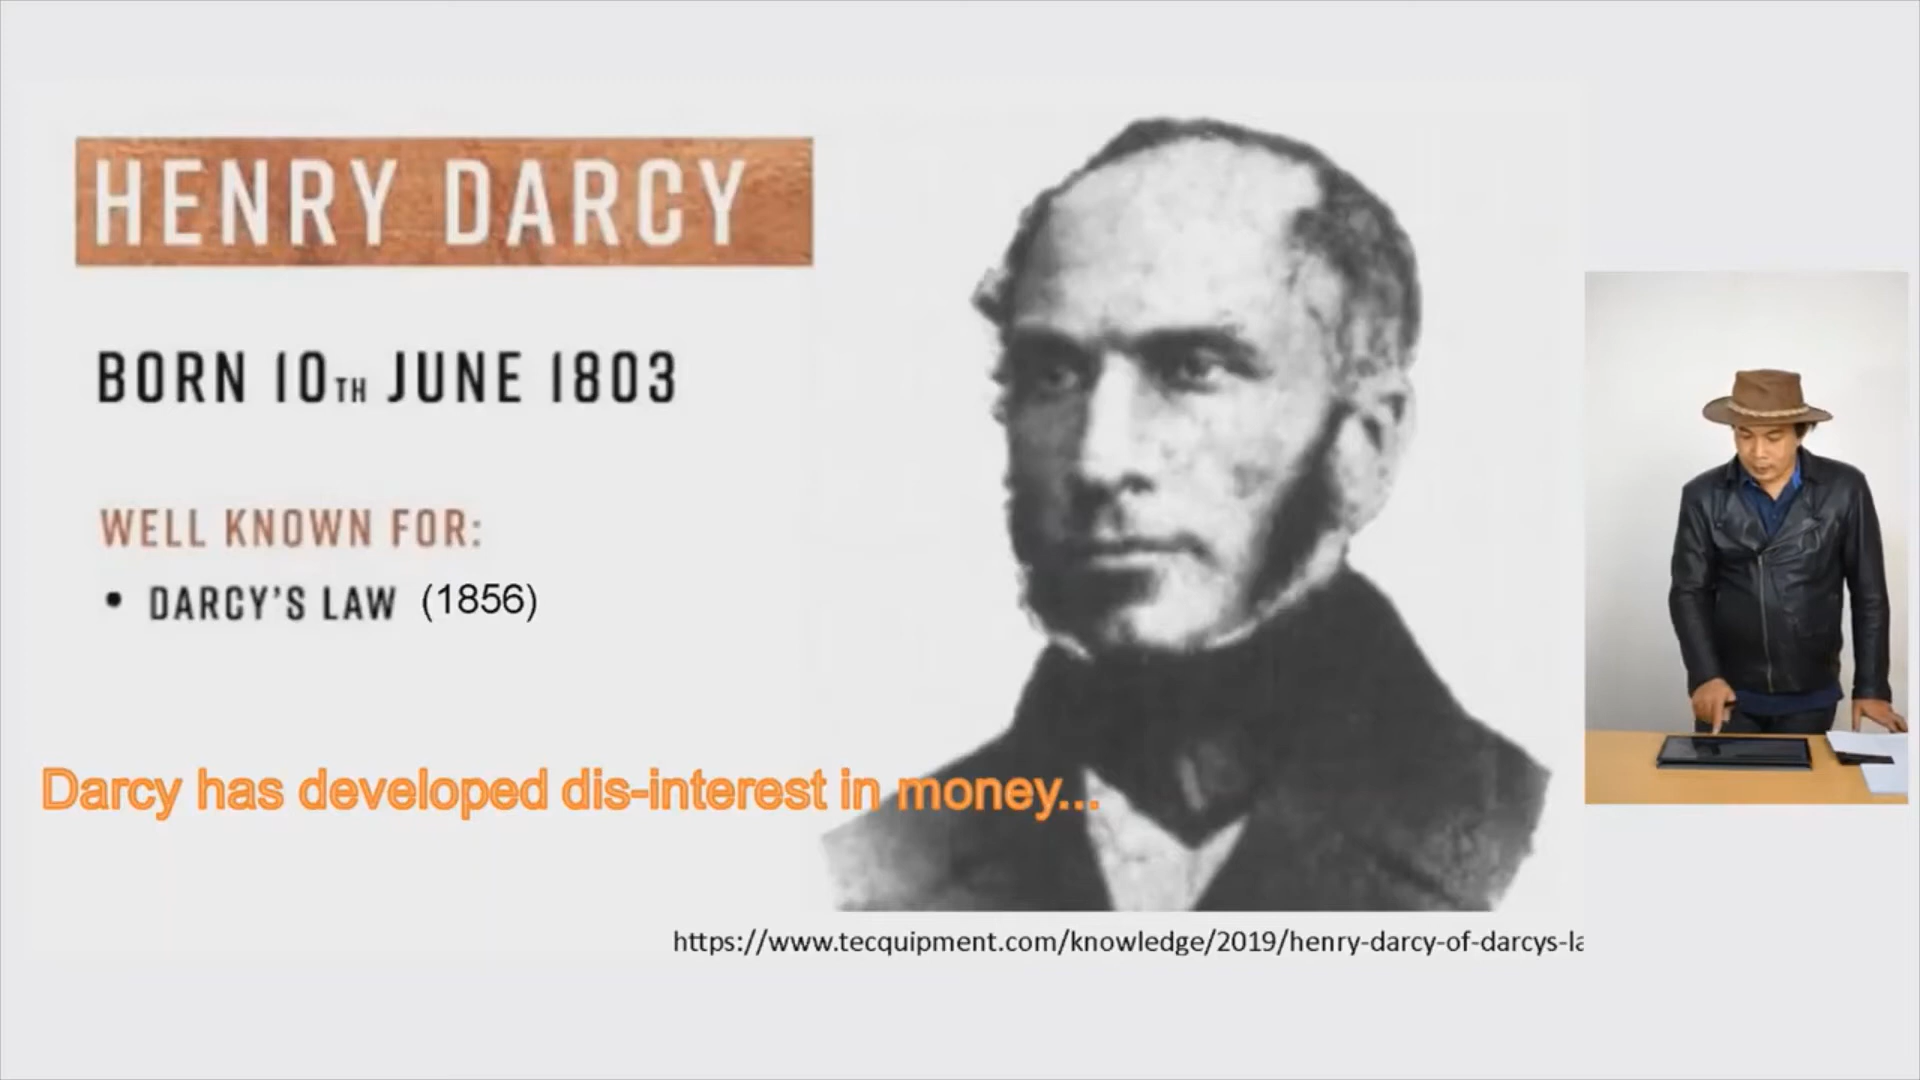 HENRY DARCY
BORN 10TH JUNE 1803
WELL KNOWN FOR:
• DARCY'S LAW (1856)
Darcy has developed dis-interest in money...
https://www.tecquipment.com/knowledge/2019/henry-darcy-of-darcys-la